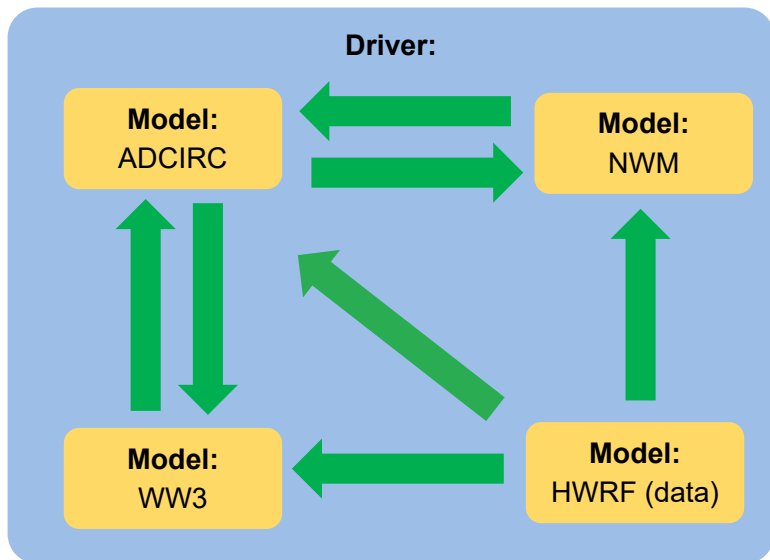 Driver:
Model:
ADCIRC
Model:
NWM
Model:
WW3
Model:
HWRF (data)